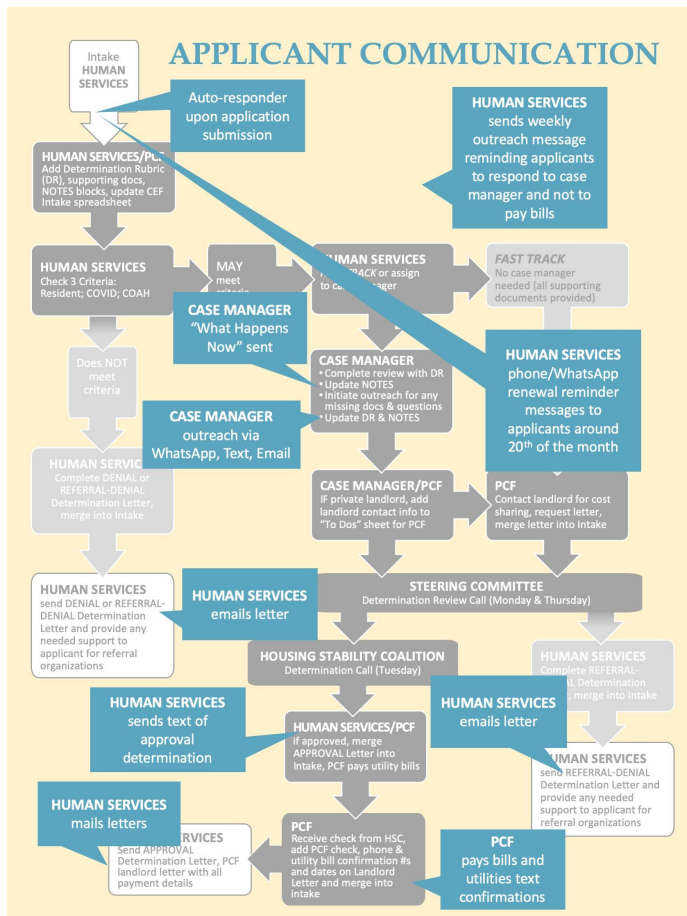 APPLICANT COMMUNICATION
Intake
HUMAN
SERVICES
Auto-responder
upon application
submission
HUMAN SERVICES
sends weekly
outreach message
reminding applicants
to respond to case
manager and not to
pay bills
HUMAN SERVICES/PCF
Add Determination Rubric
(DR), supporting docs,
NOTES blocks, update CEF
Intake spreadsheet
HUMAN SERVICES
Check 3 Criteria:
Resident; COVID; COAH
MAY
meet
HUMAN SERVICES
or assign
to
FAST TRACK
No case manager
needed (all supporting
documents provided)
CASE MANAGER
“What Happens
Now” sent
HUMAN SERVICES
phone/WhatsApp
renewal reminder
messages to
applicants around
20th of the month
Does NOT
meet
criteria
CASE MANAGER
• Complete review with DR
• Update NOTES
• Initiate outreach for any
missing docs & questions
• Update DR & NOTES
CASE MANAGER
outreach via
WhatsApp, Text, Email
HUMAN
Complete DENIAL or
REFERRAL-DENIAL
Determination Letter,
merge into Intake
CASE MANAGER/PCF
IF private landlord, add
landlord contact info to
“To Dos” sheet for PCF
PCF
Contact landlord for cost
sharing, request letter,
merge letter into Intake
HUMAN SERVICES
send DENIAL or REFERRAL-
DENIAL Determination
Letter and provide any
needed support to
applicant for referral
organizations
HUMAN SERVICES
emails letter
STEERING COMMITTEE
Determination Review Call (Monday & Thursday)
HOUSING STABILITY COALITION
Determination Call (Tuesday)
HUMAN SERVICES
Complete REFERRAL-
Determination
, merge into Intake
HUMAN SERVICES
sends text of
approval
determination
HUMAN SERVICES/PCF
if approved, merge
APPROVAL Letter into
Intake, PCF pays utility bills
HUMAN SERVICES
emails letter
HUMAN SERVICES
send REFERRAL-DENIAL
Determination Letter and
provide any needed
support to applicant for
referral organizations
HUMAN SERVICES
mails letters
SERVICES
Send APPROVAL
Determination Letter, PCF
landlord letter with all
payment details
PCF
Receive check from HSC,
add PCF check, phone &
utility bill confirmation #s
and dates on Landlord
Letter and merge into
intake
PCF
pays bills and
utilities text
confirmations